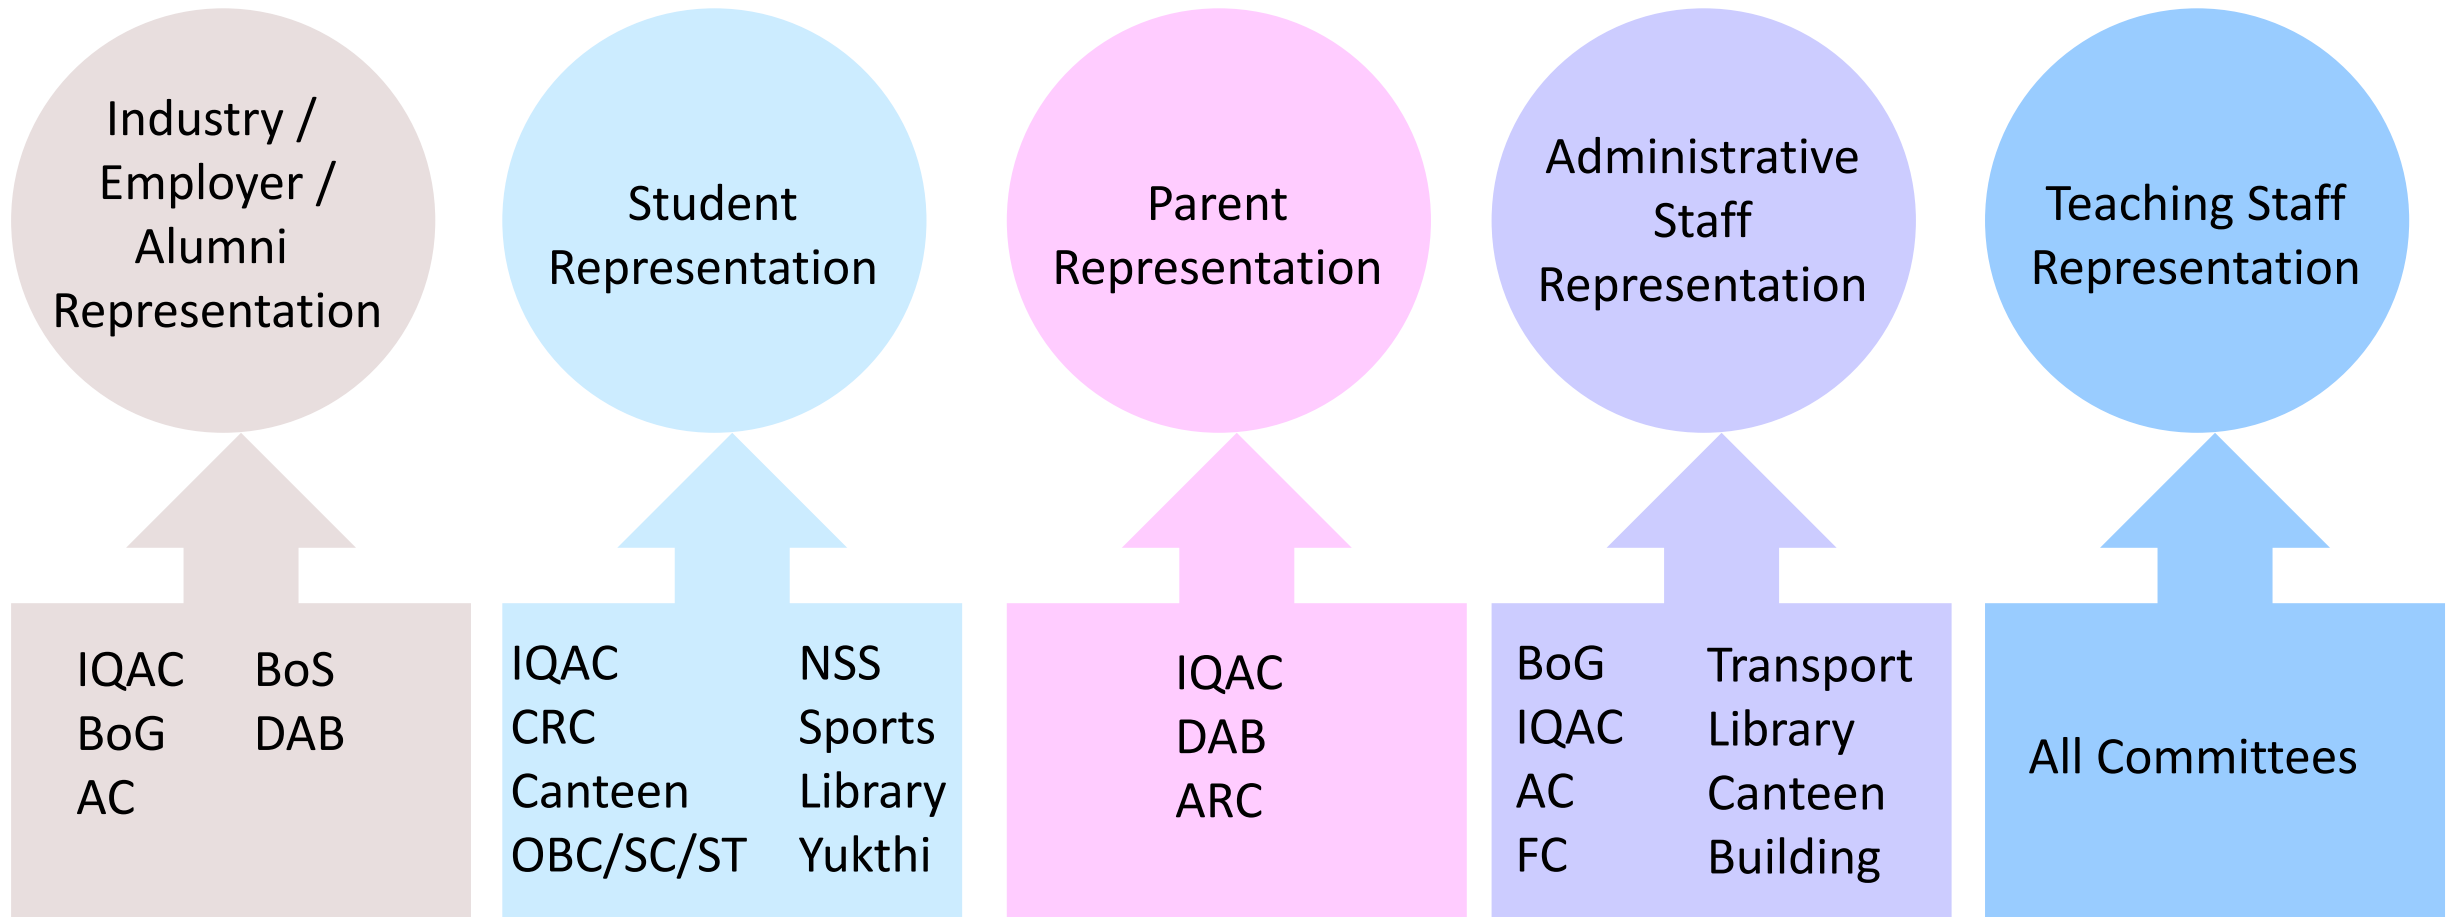 Industry /
Employer /
Alumni
Representation
IQAC
BoG
AC
BoS
DAB
Student
Representation
IQAC
CRC
Canteen
OBC/SC/ST
NSS
Sports
Library
Yukthi
Parent
Representation
IQAC
DAB
ARC
Administrative
Staff
Representation
BoG
IQAC
AC
FC
Transport
Library
Canteen
Building
Teaching Staff
Representation
All Committees